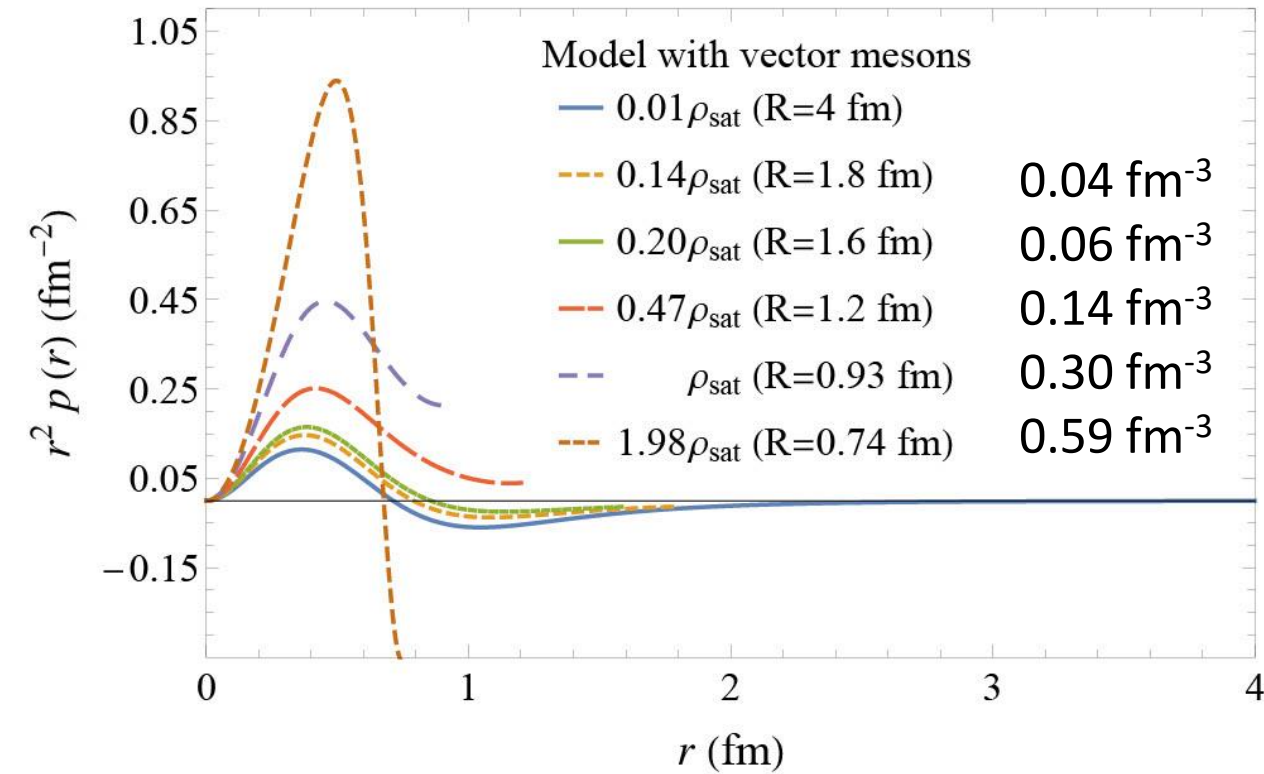 Model with vector mesons
0.01ρsat (R=4 fm)
0.14ρsat (R=1.8 fm) 0.04 fm⁻³
0.20ρsat (R=1.6 fm) 0.06 fm⁻³
0.47ρsat (R=1.2 fm) 0.14 fm⁻³
ρsat (R=0.93 fm) 0.30 fm⁻³
1.98ρsat (R=0.74 fm) 0.59 fm⁻³
r² p(r) (fm⁻²)
1.05
0.85
0.65
0.45
0.25
0.05
−0.15
0 1 2 3 4
r (fm)